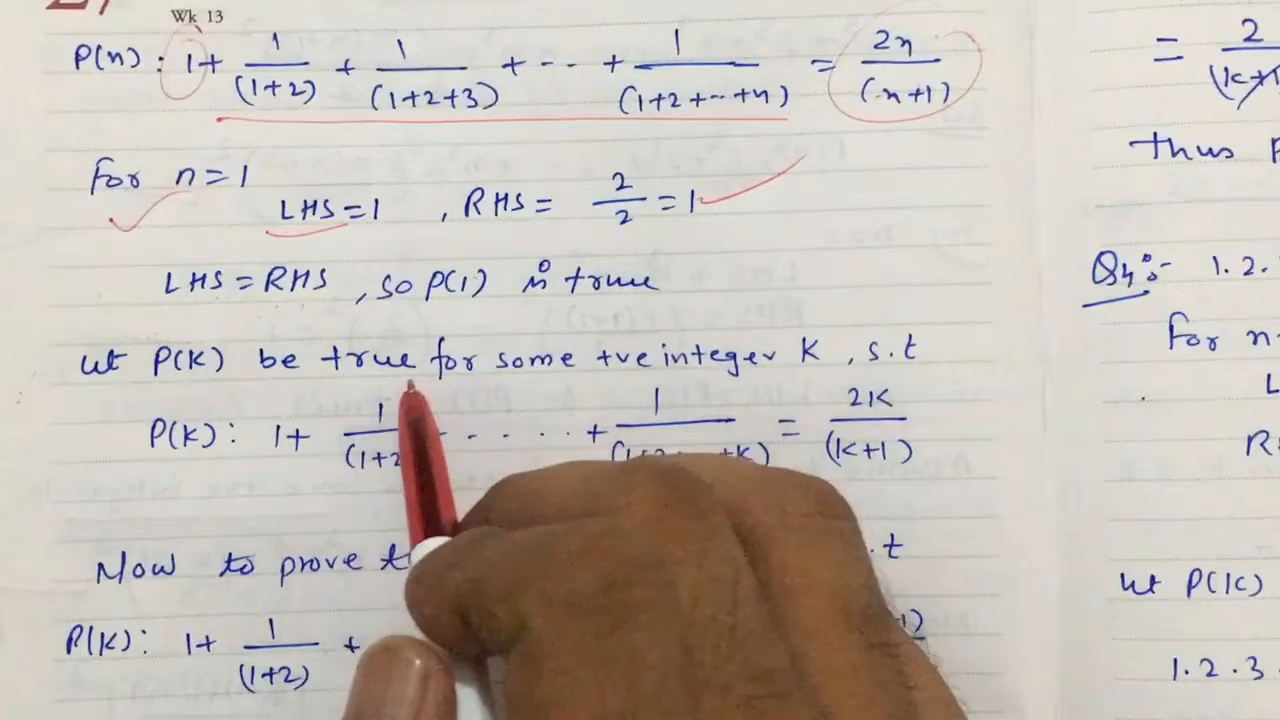 Wk 13
P(n) : 1 + 1/(1+2) + 1/(1+2+3) + - - - + 1/(1+2+--+n) = 2n/(n+1)
For n = 1
LHS = 1 , RHS = 2/2 = 1
LHS = RHS , so P(1) is true
Let P(K) be true for some +ve integer K , s.t
P(K) : 1 + 1/(1+2 - . . . . + 1/(1+2 +K) = 2K/(K+1)
Now to prove
.t
P(K) : 1 + 1/(1+2) +
= 2
thus
Q4:- 1.2.
For n
Let P(K)
1.2.3